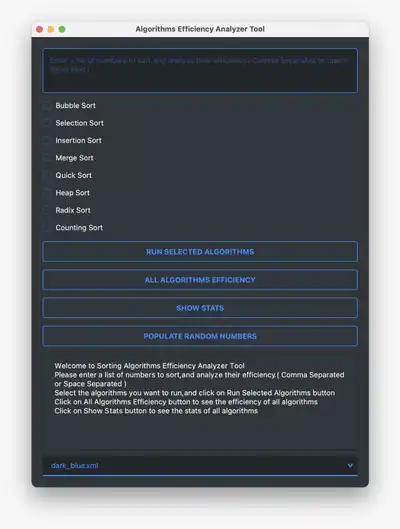 Algorithms Efficiency Analyzer Tool
Enter a list of numbers to sort,and analyze their efficiency.( Comma Separated or Space
Separated )
Bubble Sort
Selection Sort
Insertion Sort
Merge Sort
Quick Sort
Heap Sort
Radix Sort
Counting Sort
RUN SELECTED ALGORITHMS
ALL ALGORITHMS EFFICIENCY
SHOW STATS
POPULATE RANDOM NUMBERS
Welcome to Sorting Algorithms Efficiency Analyzer Tool
Please enter a list of numbers to sort,and analyze their efficiency.( Comma Separated
or Space Separated )
Select the algorithms you want to run,and click on Run Selected Algorithms button
Click on All Algorithms Efficiency button to see the efficiency of all algorithms
Click on Show Stats button to see the stats of all algorithms
dark_blue.xml